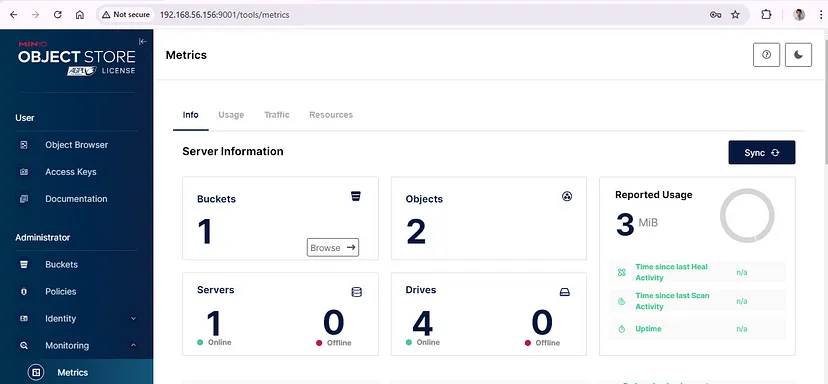 Not secure
192.168.56.156:9001/tools/metrics
MINIO
OBJECT STORE
AGPL V3 LICENSE
User
Object Browser
Access Keys
Documentation
Administrator
Buckets
Policies
Identity
Monitoring
Metrics
Metrics
Info Usage Traffic Resources
Server Information
Sync
Buckets
1
Browse
Objects
2
Reported Usage
3 MiB
Time since last Heal
Activity
n/a
Time since last Scan
Activity
n/a
Uptime
n/a
Servers
1
Online
0
Offline
Drives
4
Online
0
Offline